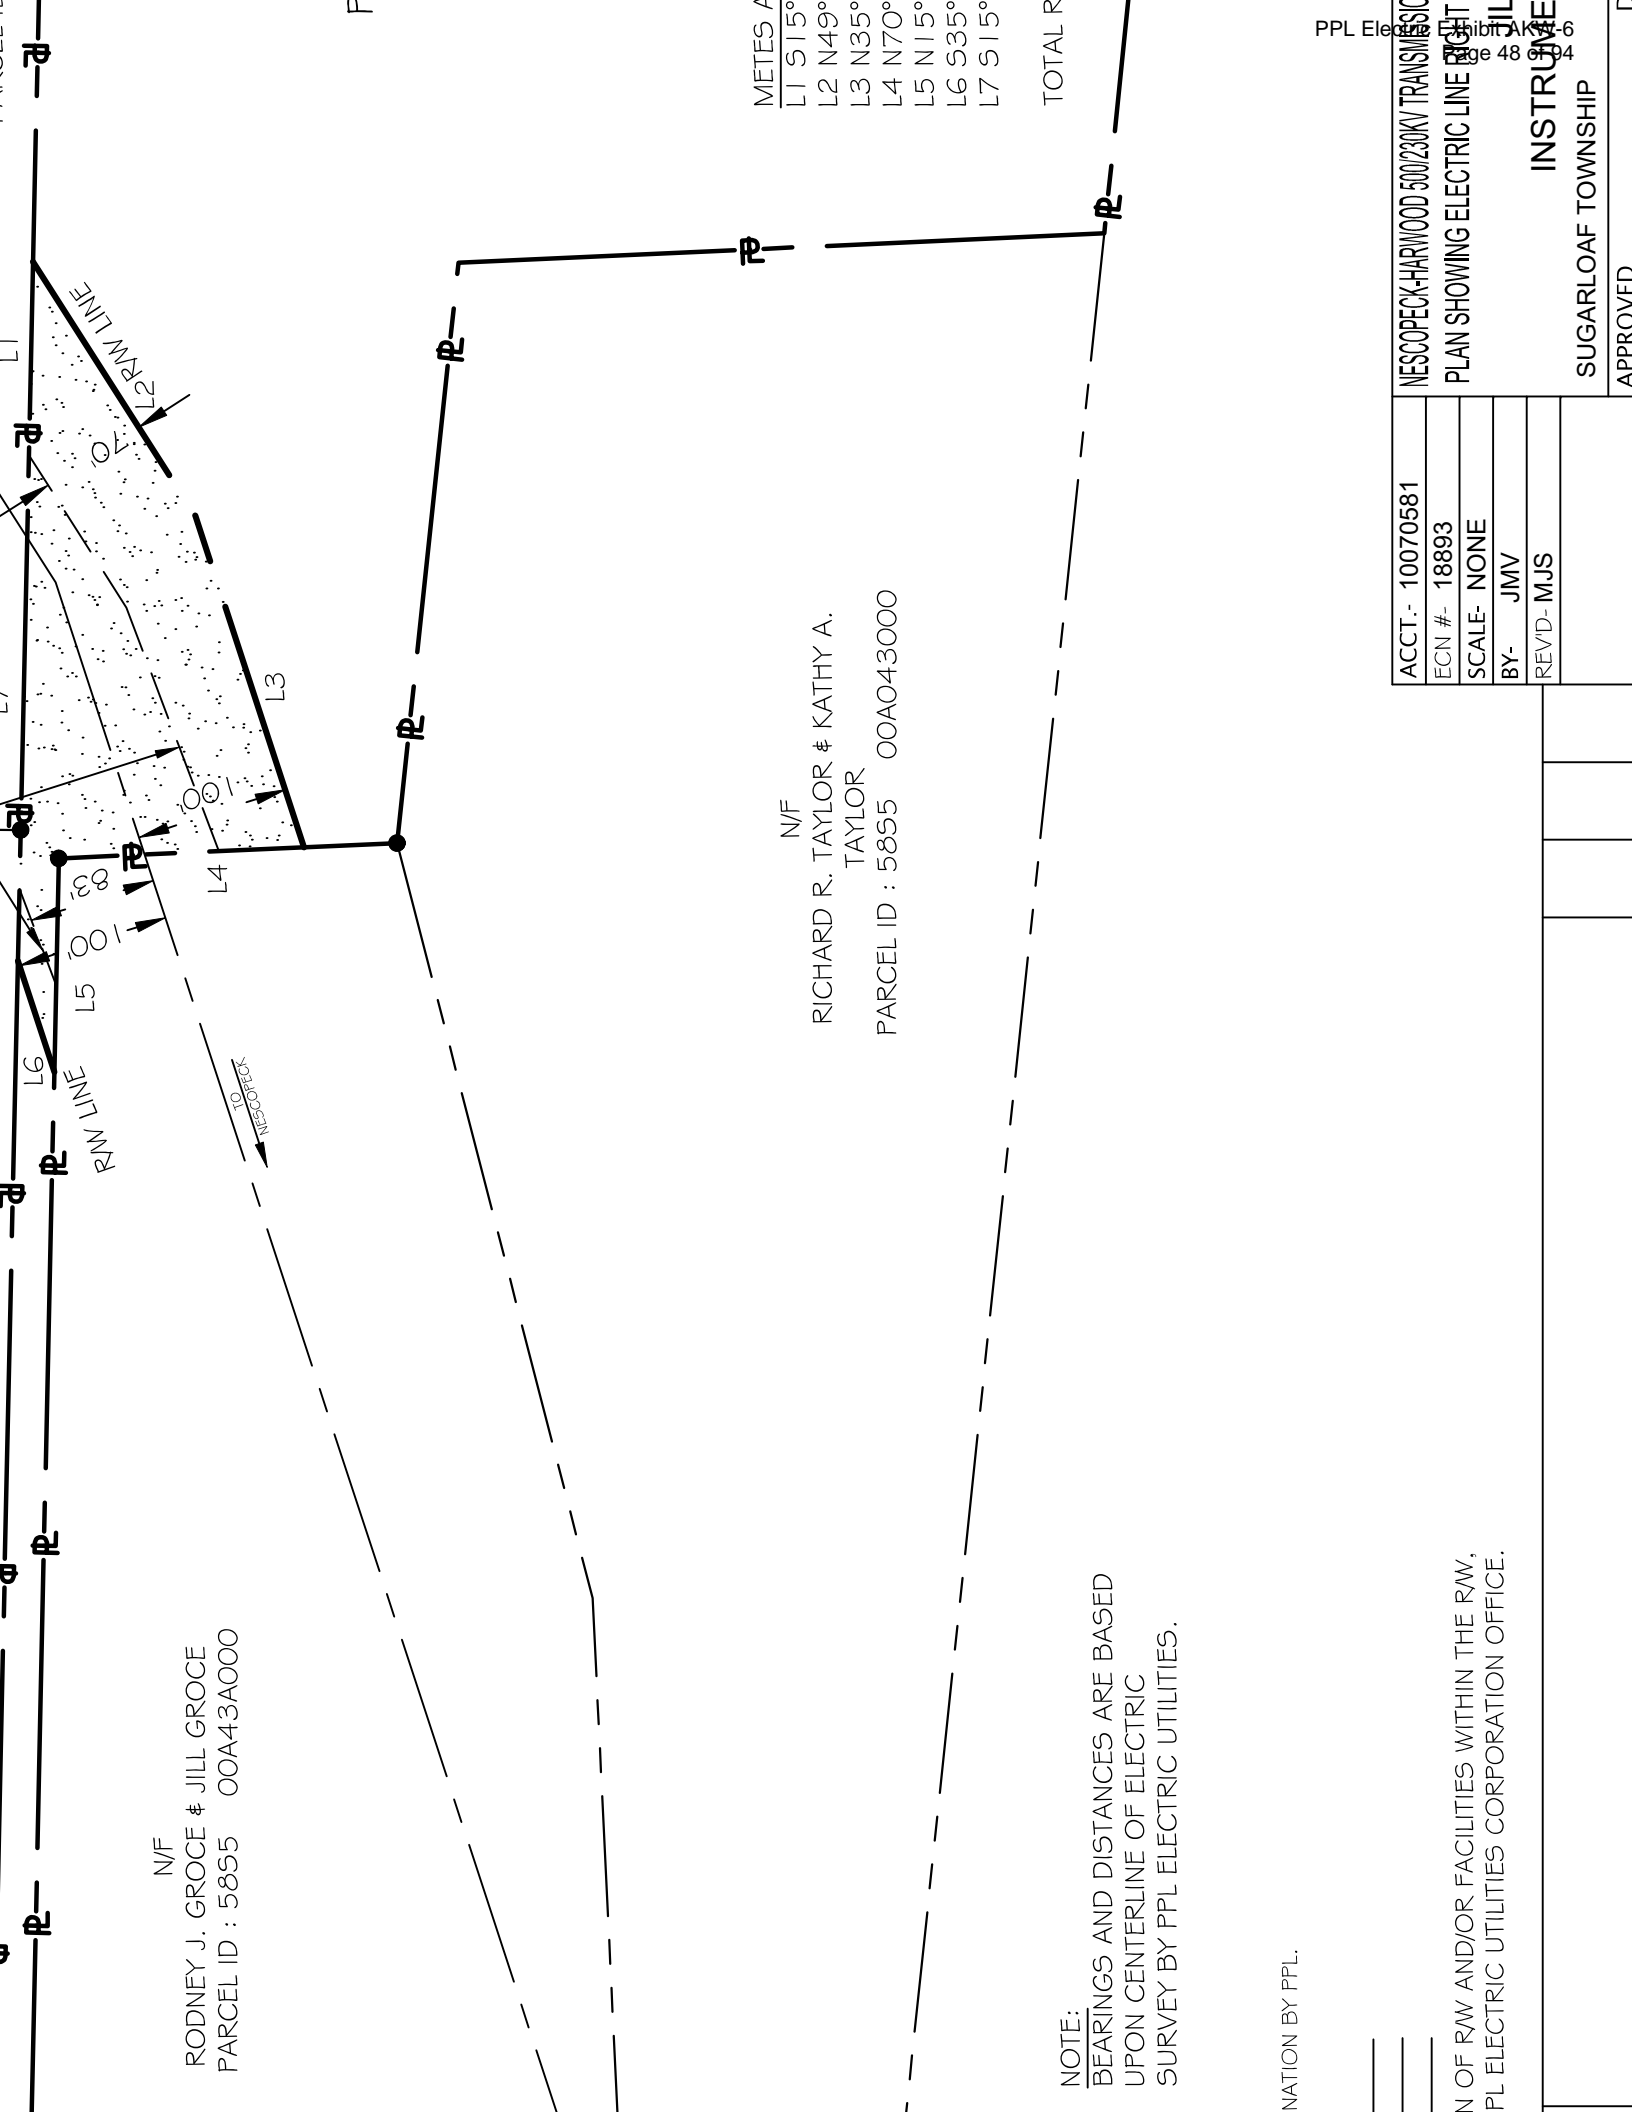 PPL Electric Exhibit AKW-6
Page 48 of 94
N/F
RODNEY J. GROCE & JILL GROCE
PARCEL ID : 58S5 00A43A000
R/W LINE
L6
L5
100'
83'
L4
100'
L3
70'
L2
R/W LINE
L1
TO
NESCOPECK
N/F
RICHARD R. TAYLOR & KATHY A.
TAYLOR
PARCEL ID : 58S5 00A043000
METES A
L1 S15°
L2 N49°
L3 N35°
L4 N70°
L5 N15°
L6 S35°
L7 S15°
TOTAL R
NOTE:
BEARINGS AND DISTANCES ARE BASED
UPON CENTERLINE OF ELECTRIC
SURVEY BY PPL ELECTRIC UTILITIES.
NATION BY PPL.
N OF R/W AND/OR FACILITIES WITHIN THE R/W,
PL ELECTRIC UTILITIES CORPORATION OFFICE.
ACCT.- 10070581
ECN #- 18893
SCALE- NONE
BY- JMV
REV'D- MJS
NESCOPECK-HARWOOD 500/230KV TRANSMISSIO
PLAN SHOWING ELECTRIC LINE RIGHT
JIL
INSTRUME
SUGARLOAF TOWNSHIP
APPROVED